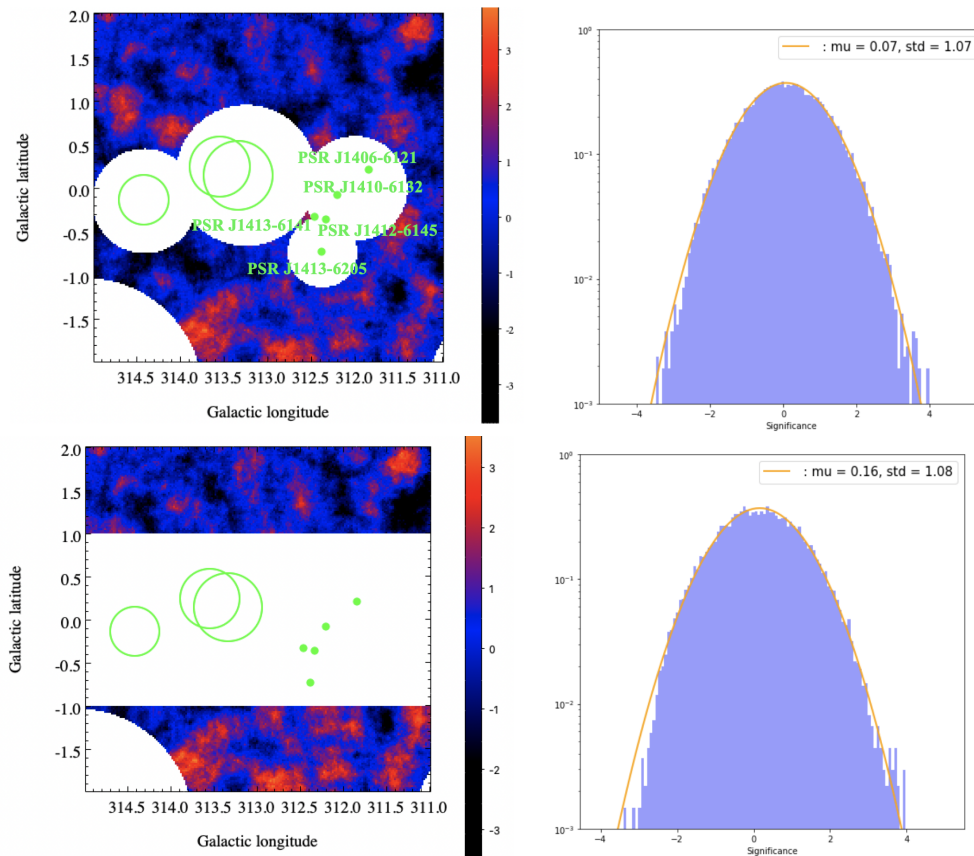 2.0
1.5
1.0
0.5
0.0
-0.5
-1.0
-1.5
Galactic latitude
PSR J1406-6121
PSR J1410-6132
PSR J1413-6141
PSR J1412-6145
PSR J1413-6205
314.5 314.0 313.5 313.0 312.5 312.0 311.5 311.0
Galactic longitude
3
2
1
0
-1
-2
-3
: mu = 0.07, std = 1.07
10⁰
10⁻¹
10⁻²
10⁻³
-4 -2 0 2 4
Significance
2.0
1.5
1.0
0.5
0.0
-0.5
-1.0
-1.5
Galactic latitude
314.5 314.0 313.5 313.0 312.5 312.0 311.5 311.0
Galactic longitude
3
2
1
0
-1
-2
-3
: mu = 0.16, std = 1.08
10⁰
10⁻¹
10⁻²
10⁻³
-4 -2 0 2 4
Significance